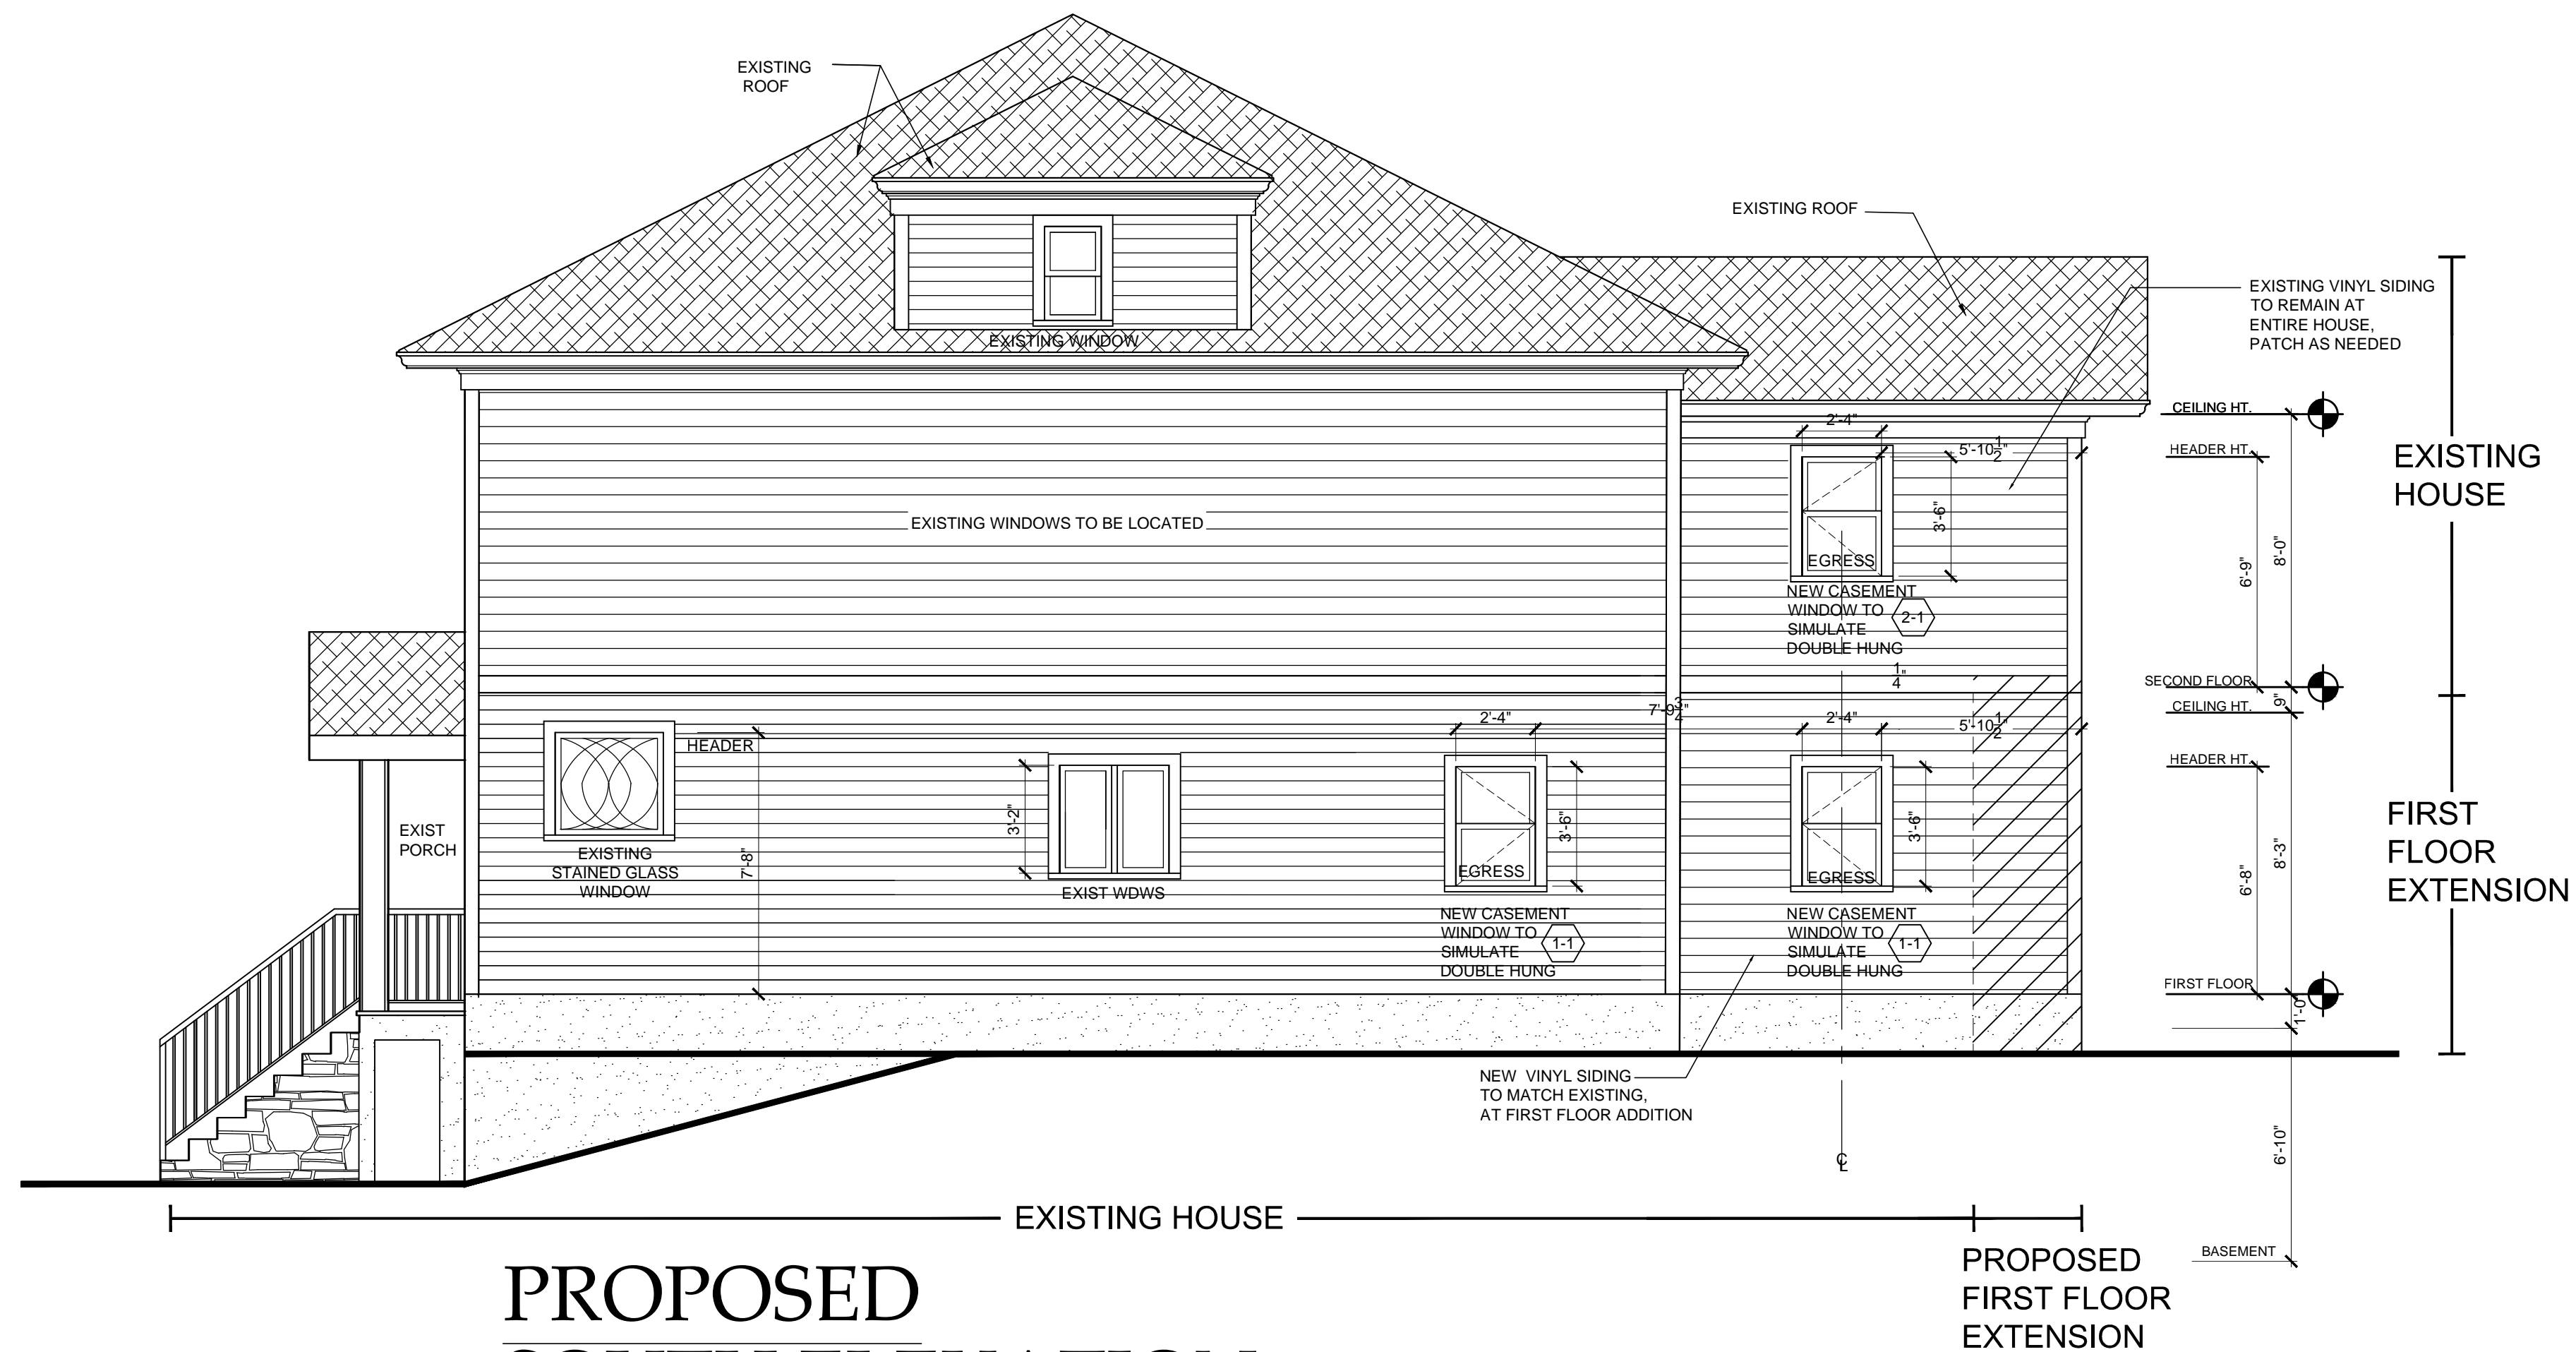 EXISTING
ROOF
EXISTING ROOF
EXISTING VINYL SIDING
TO REMAIN AT
ENTIRE HOUSE,
PATCH AS NEEDED
EXISTING WINDOW
CEILING HT.
HEADER HT.
2'-4"
5'-10 1/2"
3'-6"
EXISTING
HOUSE
EXISTING WINDOWS TO BE LOCATED
EGRESS
8'-0"
6'-9"
NEW CASEMENT
WINDOW TO
SIMULATE
DOUBLE HUNG
2-1
1/4"
SECOND FLOOR
9"
CEILING HT.
2'-4"
7'-9 3/4"
2'-4"
5'-10 1/2"
HEADER
HEADER HT.
3'-2"
3'-6"
3'-6"
7'-8"
EXIST
PORCH
EXISTING
STAINED GLASS
WINDOW
EXIST WDWS
EGRESS
EGRESS
8'-3"
6'-8"
FIRST
FLOOR
EXTENSION
NEW CASEMENT
WINDOW TO
SIMULATE
DOUBLE HUNG
1-1
NEW CASEMENT
WINDOW TO
SIMULATE
DOUBLE HUNG
1-1
FIRST FLOOR
1'-0"
NEW VINYL SIDING
TO MATCH EXISTING,
AT FIRST FLOOR ADDITION
6'-10"
CL
EXISTING HOUSE
BASEMENT
PROPOSED
FIRST FLOOR
EXTENSION
PROPOSED